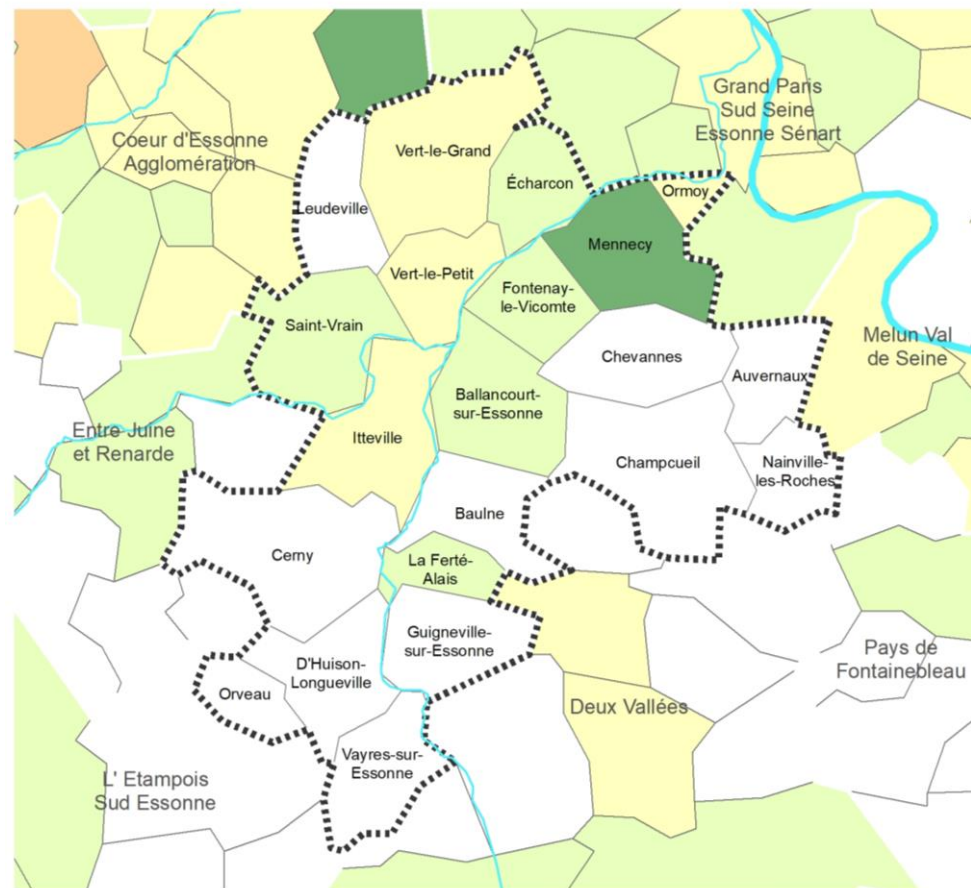 Grand Paris
Sud Seine
Essonne Sénart
Coeur d'Essonne
Agglomération
Vert-le-Grand
Écharcon
Ormoy
Leudeville
Mennecy
Vert-le-Petit
Fontenay-
le-Vicomte
Saint-Vrain
Melun Val
de Seine
Chevannes
Auvernaux
Ballancourt
sur-Essonne
Entre Juine
et Renarde
Itteville
Champcueil
Nainville-
les-Roches
Baulne
Cerny
La Ferté-
Alais
Guigneville-
sur-Essonne
Pays de
Fontainebleau
D'Huison-
Longueville
Orveau
Deux Vallées
Vayres-sur-
Essonne
L' Etampois
Sud Essonne